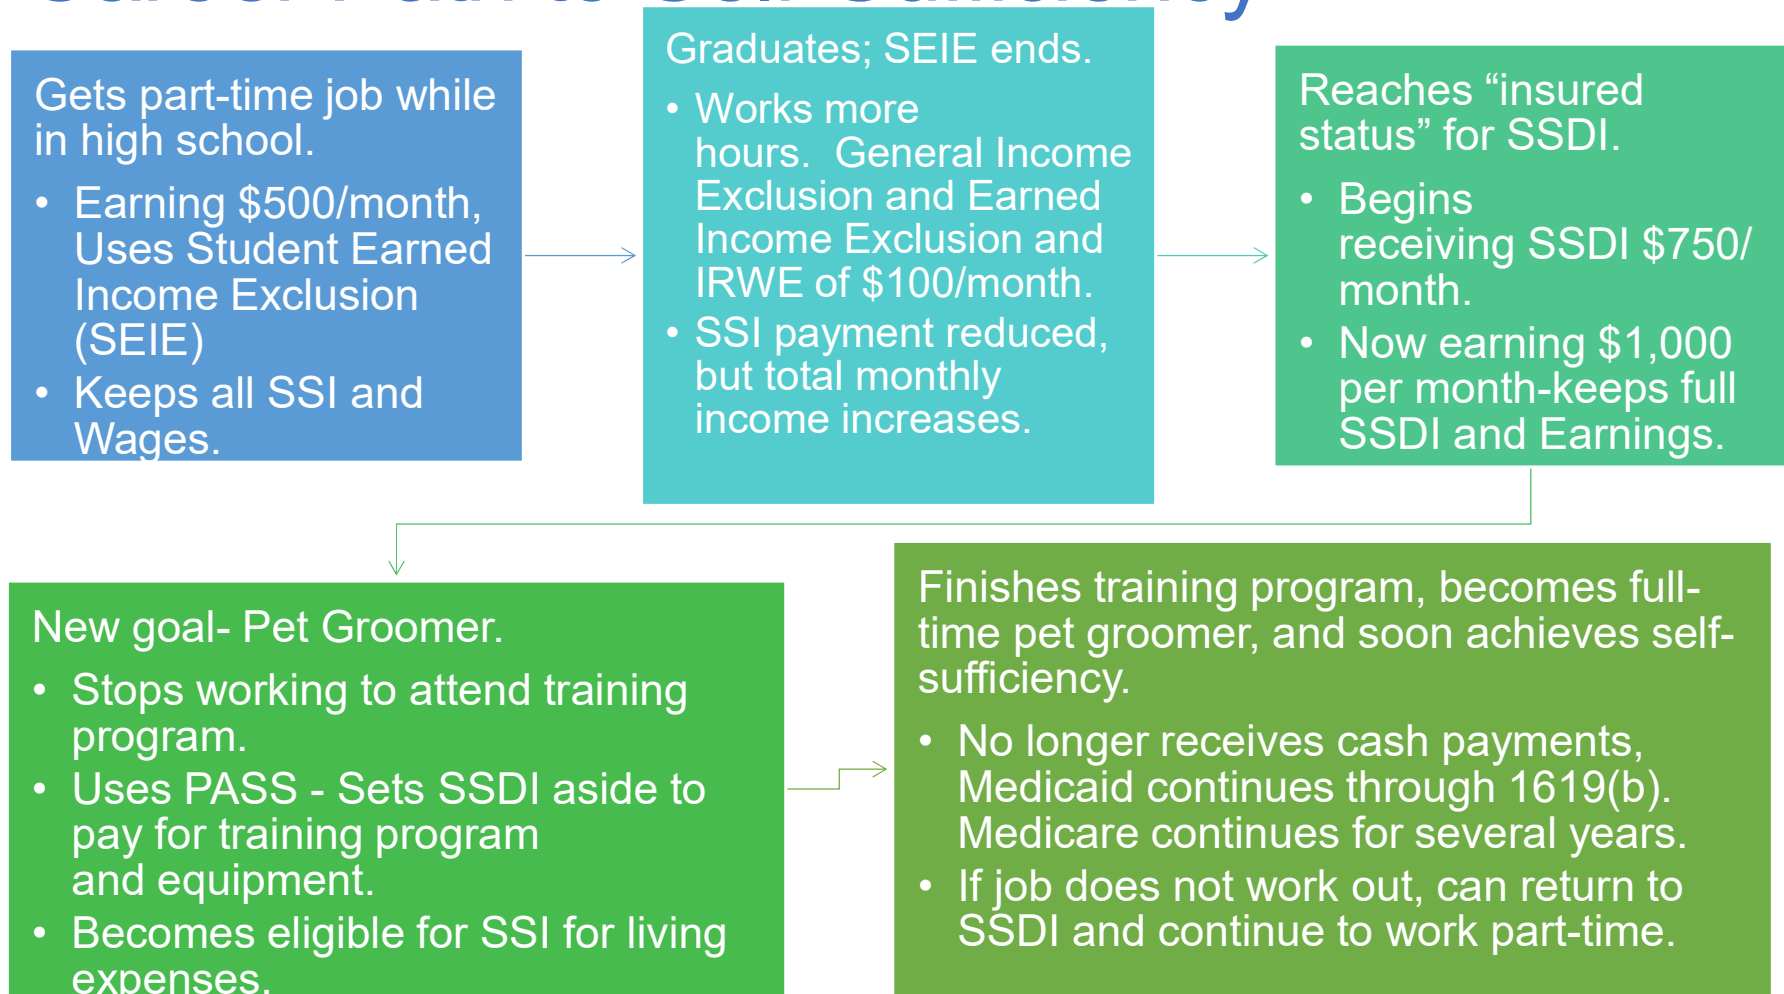 Career Path to Self-Sufficiency
Gets part-time job while
in high school.
• Earning $500/month,
Uses Student Earned
Income Exclusion
(SEIE)
• Keeps all SSI and
Wages.
Graduates; SEIE ends.
• Works more
hours.  General Income
Exclusion and Earned
Income Exclusion and
IRWE of $100/month.
• SSI payment reduced,
but total monthly
income increases.
Reaches “insured
status” for SSDI.
• Begins
receiving SSDI $750/
month.
• Now earning $1,000
per month-keeps full
SSDI and Earnings.
New goal- Pet Groomer.
• Stops working to attend training
program.
• Uses PASS - Sets SSDI aside to
pay for training program
and equipment.
• Becomes eligible for SSI for living
expenses.
Finishes training program, becomes full-
time pet groomer, and soon achieves self-
sufficiency.
• No longer receives cash payments,
Medicaid continues through 1619(b).
Medicare continues for several years.
• If job does not work out, can return to
SSDI and continue to work part-time.